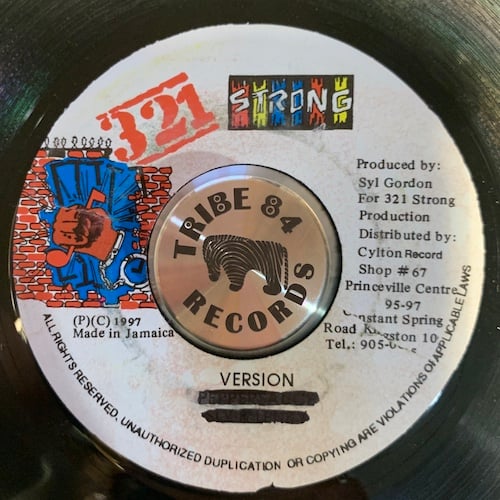 321
STRONG
Produced by:
Syl Gordon
For 321 Strong
Production
Distributed by:
Cylton Record
Shop # 67
Princeville Centre
95-97
Constant Spring
Road Kingston 10
Tel.: 905-
TRIBE 84
RECORDS
(P)(C) 1997
Made in Jamaica
VERSION
ALL RIGHTS RESERVED. UNAUTHORIZED DUPLICATION OR COPYING ARE VIOLATIONS OF APPLICABLE LAWS